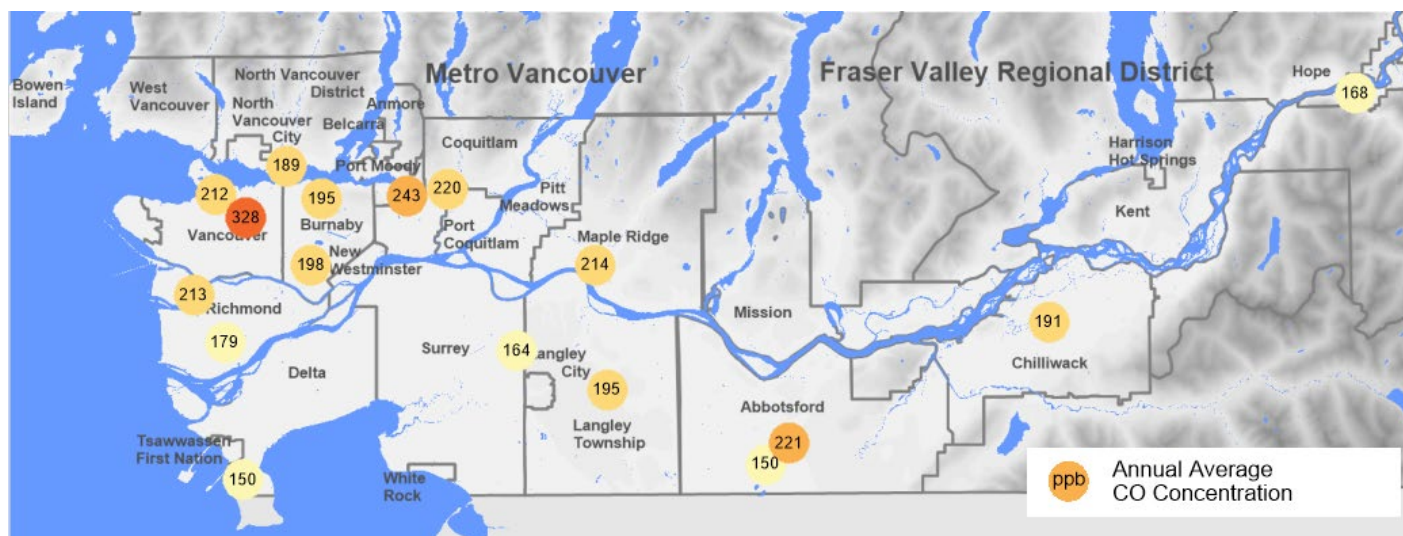 Metro Vancouver
Fraser Valley Regional District
Bowen
Island
West
Vancouver
North Vancouver
District
North
Vancouver
City
Anmore
Belcarra
Port Moody
Coquitlam
Hope
168
Harrison
Hot Springs
189
212
195
243
220
328
Vancouver
Burnaby
Pitt
Meadows
Kent
New
Westminster
198
Port
Coquitlam
Maple Ridge
214
213
Richmond
179
Mission
191
Chilliwack
Surrey
164
Langley
City
Delta
195
Langley
Township
Abbotsford
221
150
Tsawwassen
First Nation
150
White
Rock
ppb
Annual Average
CO Concentration